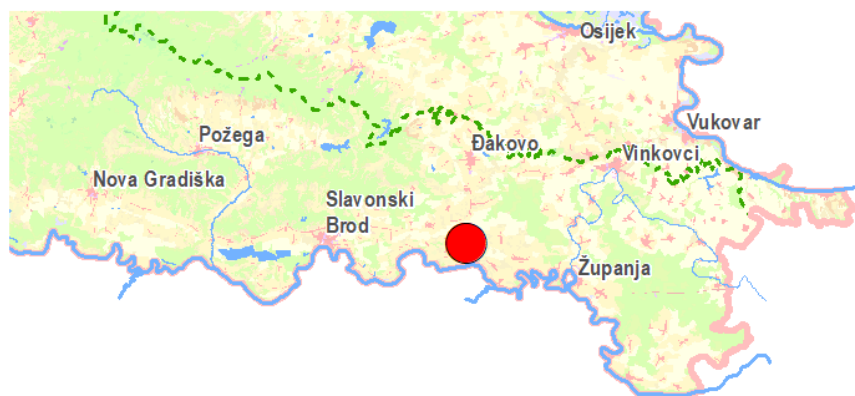 Osijek
Vukovar
Požega
Đakovo
Vinkovci
Nova Gradiška
Slavonski
Brod
Županja